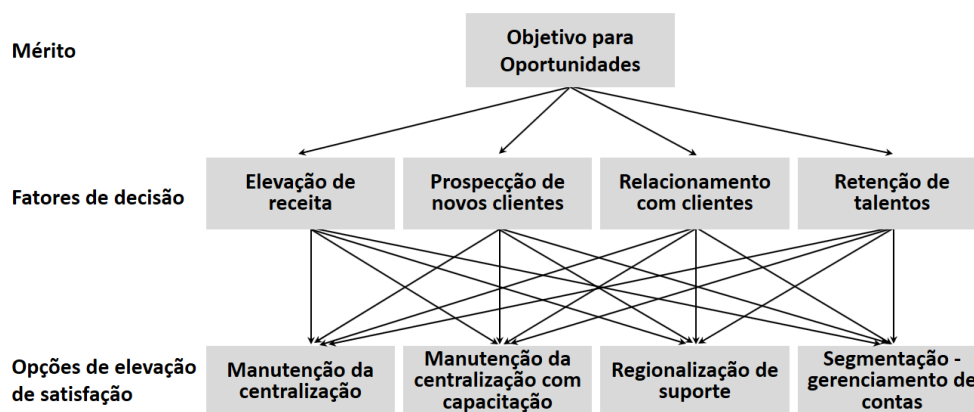 Mérito
Objetivo para
Oportunidades
Fatores de decisão
Elevação de
receita
Prospecção de
novos clientes
Relacionamento
com clientes
Retenção de
talentos
Opções de elevação
de satisfação
Manutenção da
centralização
Manutenção da
centralização com
capacitação
Regionalização de
suporte
Segmentação -
gerenciamento de
contas